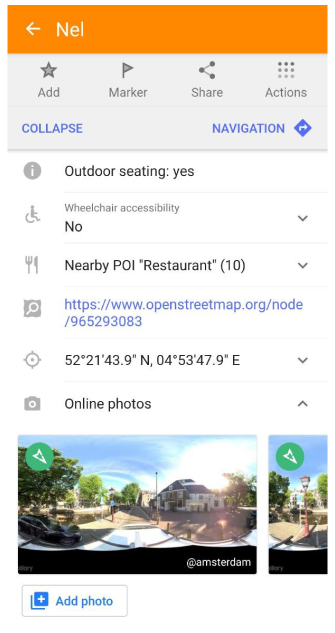 Nel
Add Marker Share Actions
COLLAPSE NAVIGATION
Outdoor seating: yes
Wheelchair accessibility
No
Nearby POI "Restaurant" (10)
https://www.openstreetmap.org/node
/965293083
52°21'43.9" N, 04°53'47.9" E
Online photos
@amsterdam
Add photo